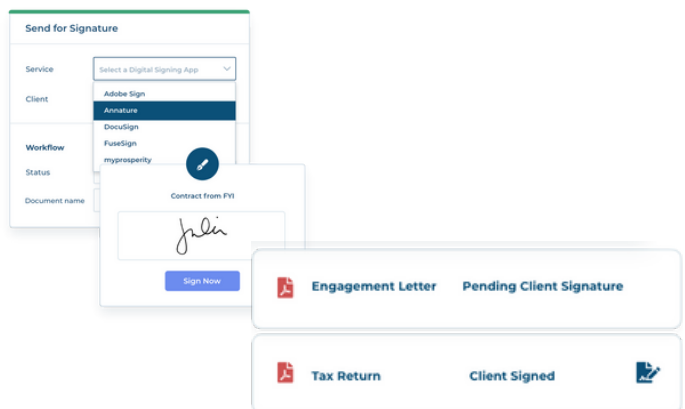 Send for Signature
Service
Select a Digital Signing App
Client
Adobe Sign
Annature
DocuSign
FuseSign
myprosperity
Workflow
Status
Document name
Contract from FYI
Julia
Sign Now
Engagement Letter Pending Client Signature
Tax Return Client Signed